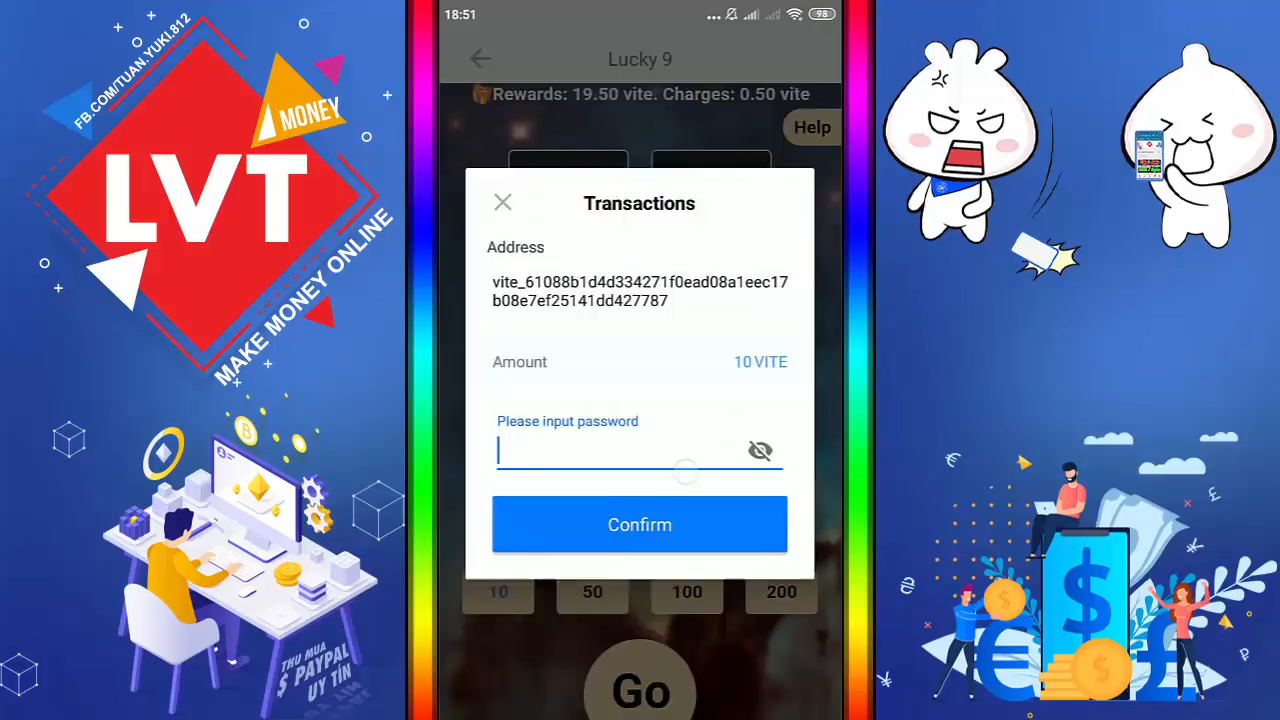 FB.COM/TUAN.YUKI.812
MONEY
LVT
MAKE MONEY ONLINE
THU MUA
$ PAYPAL
UY TÍN
18:51
98
Lucky 9
🎁Rewards: 19.50 vite. Charges: 0.50 vite
Help
Transactions
Address
vite_61088b1d4d334271f0ead08a1eec17
b08e7ef25141dd427787
Amount
10 VITE
Please input password
Confirm
10
50
100
200
Go